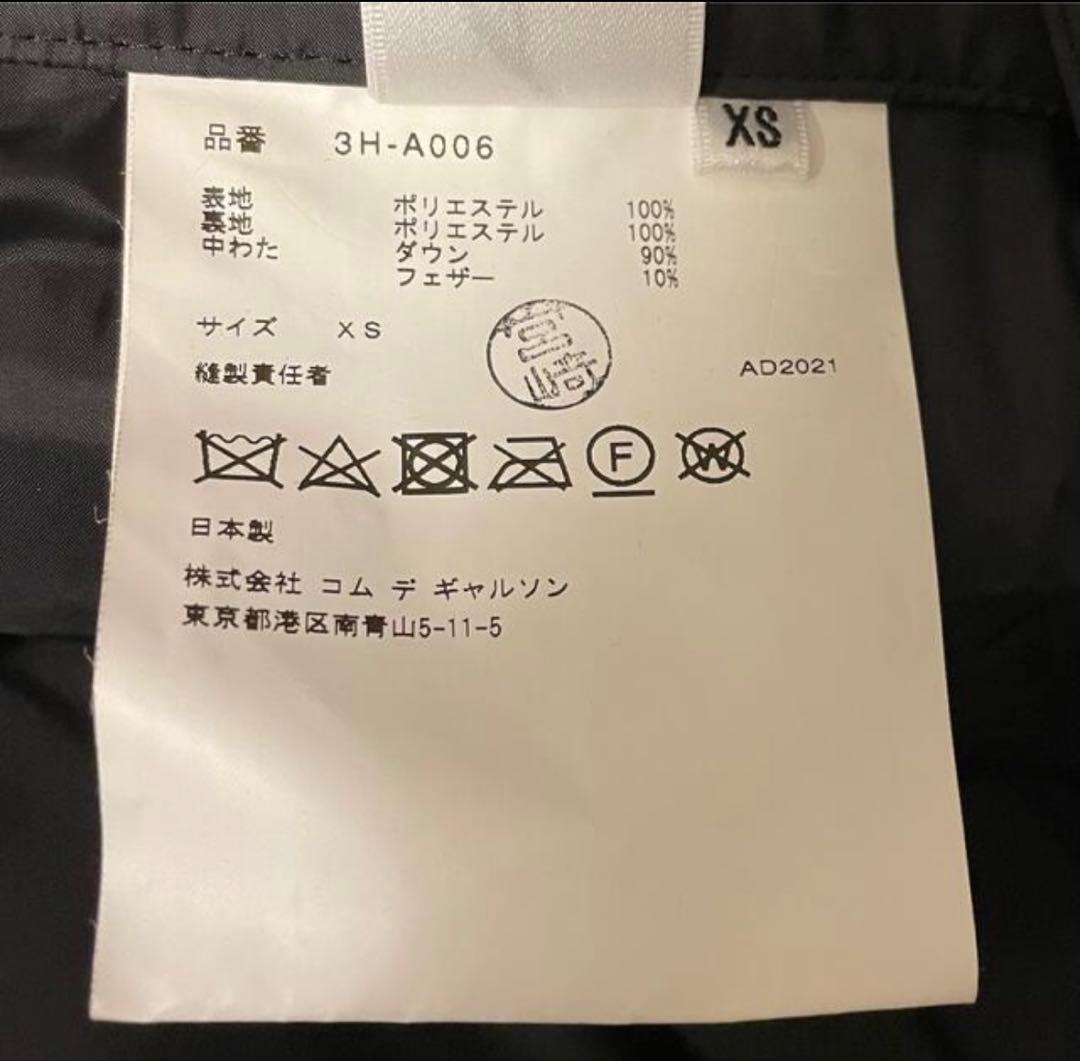 XS
品番 3H-A006
表地 ポリエステル 100%
裏地 ポリエステル 100%
中わた ダウン 90%
フェザー 10%
サイズ XS
縫製責任者
AD2021
F W
日本製
株式会社 コム デ ギャルソン
東京都港区南青山5-11-5